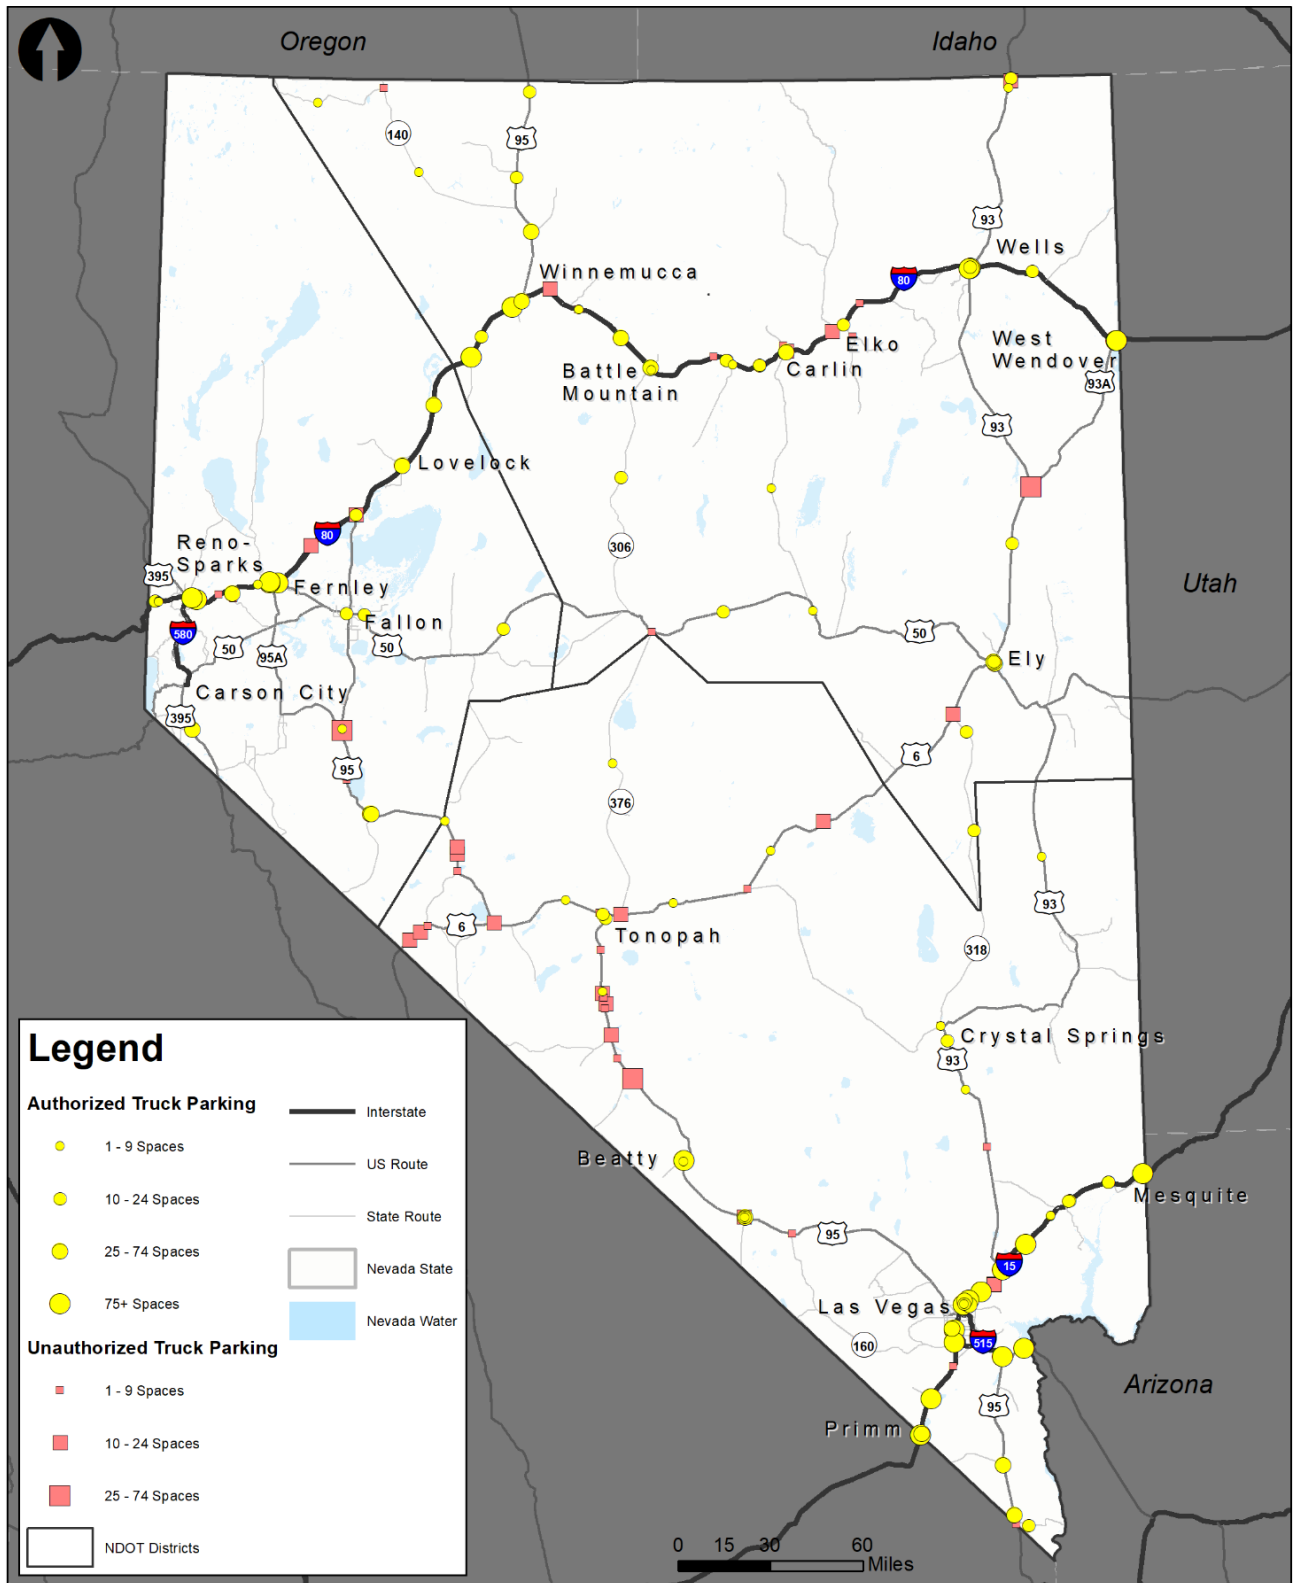 Oregon
Idaho
140
95
93
Wells
80
Winnemucca
West
Wendover
Elko
Carlin
Battle
Mountain
93A
93
Lovelock
80
306
Reno-
Sparks
395
Fernley
Utah
Fallon
580
50
95A
50
50
Ely
Carson City
395
6
95
376
93
6
Tonopah
318
Crystal Springs
93
Beatty
Mesquite
95
15
Las Vegas
515
160
Arizona
95
Primm
Legend
Authorized Truck Parking
1 - 9 Spaces
10 - 24 Spaces
25 - 74 Spaces
75+ Spaces
Unauthorized Truck Parking
1 - 9 Spaces
10 - 24 Spaces
25 - 74 Spaces
NDOT Districts
Interstate
US Route
State Route
Nevada State
Nevada Water
0 15 30 60
Miles